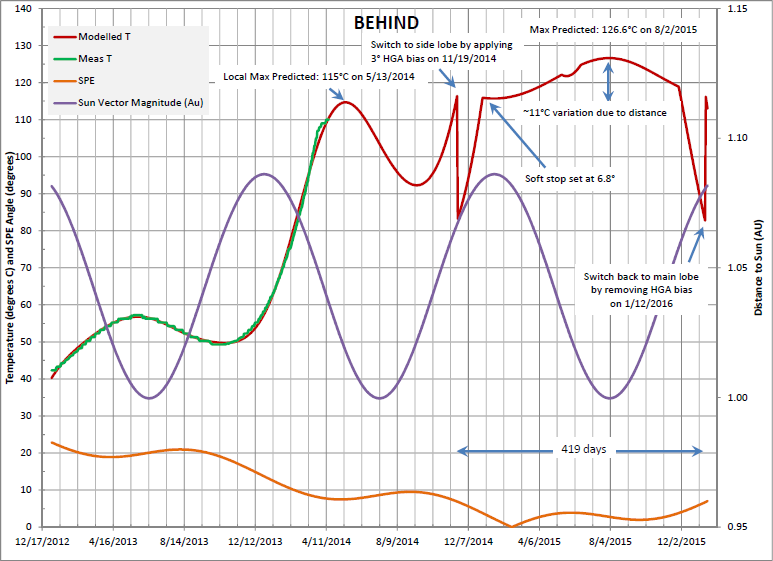 BEHIND
Modelled T
Meas T
SPE
Sun Vector Magnitude (Au)
Switch to side lobe by applying
3° HGA bias on 11/19/2014
Max Predicted: 126.6°C on 8/2/2015
Local Max Predicted: 115°C on 5/13/2014
~11°C variation due to distance
Soft stop set at 6.8°
Switch back to main lobe
by removing HGA bias
on 1/12/2016
419 days
Temperature (degrees C) and SPE Angle (degrees)
140
130
120
110
100
90
80
70
60
50
40
30
20
10
0
Distance to Sun (AU)
1.15
1.10
1.05
1.00
0.95
12/17/2012
4/16/2013
8/14/2013
12/12/2013
4/11/2014
8/9/2014
12/7/2014
4/6/2015
8/4/2015
12/2/2015